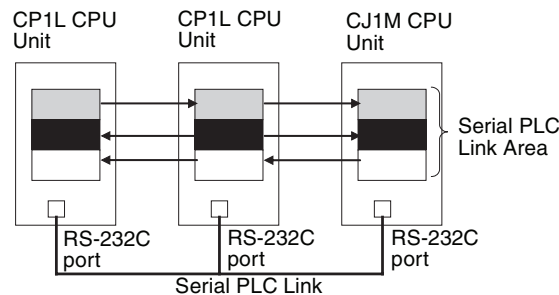 CP1L CPU
Unit
CP1L CPU
Unit
CJ1M CPU
Unit
Serial PLC
Link Area
RS-232C
port
RS-232C
port
RS-232C
port
Serial PLC Link